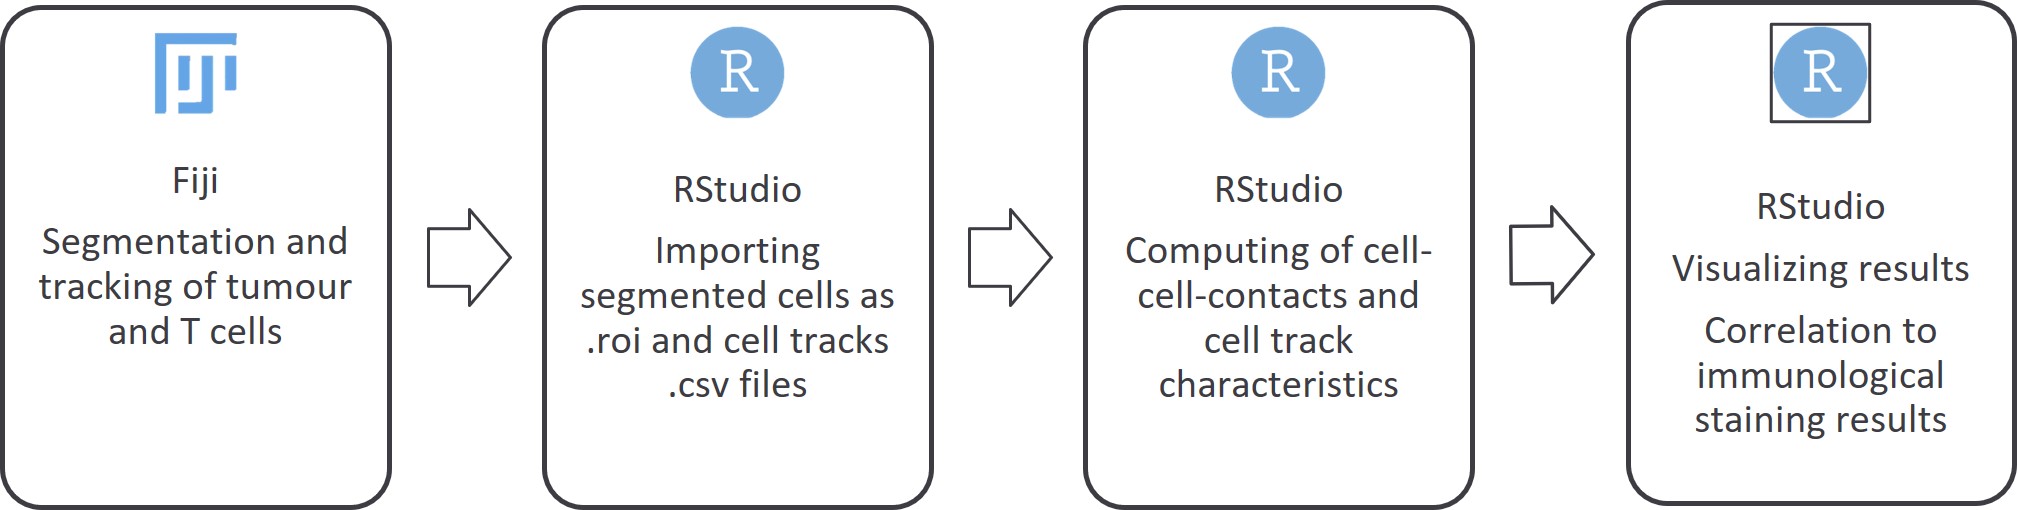 R
R
R
Fiji
Segmentation and
tracking of tumour
and T cells
RStudio
Importing
segmented cells as
.roi and cell tracks
.csv files
RStudio
Computing of cell-
cell-contacts and
cell track
characteristics
RStudio
Visualizing results
Correlation to
immunological
staining results